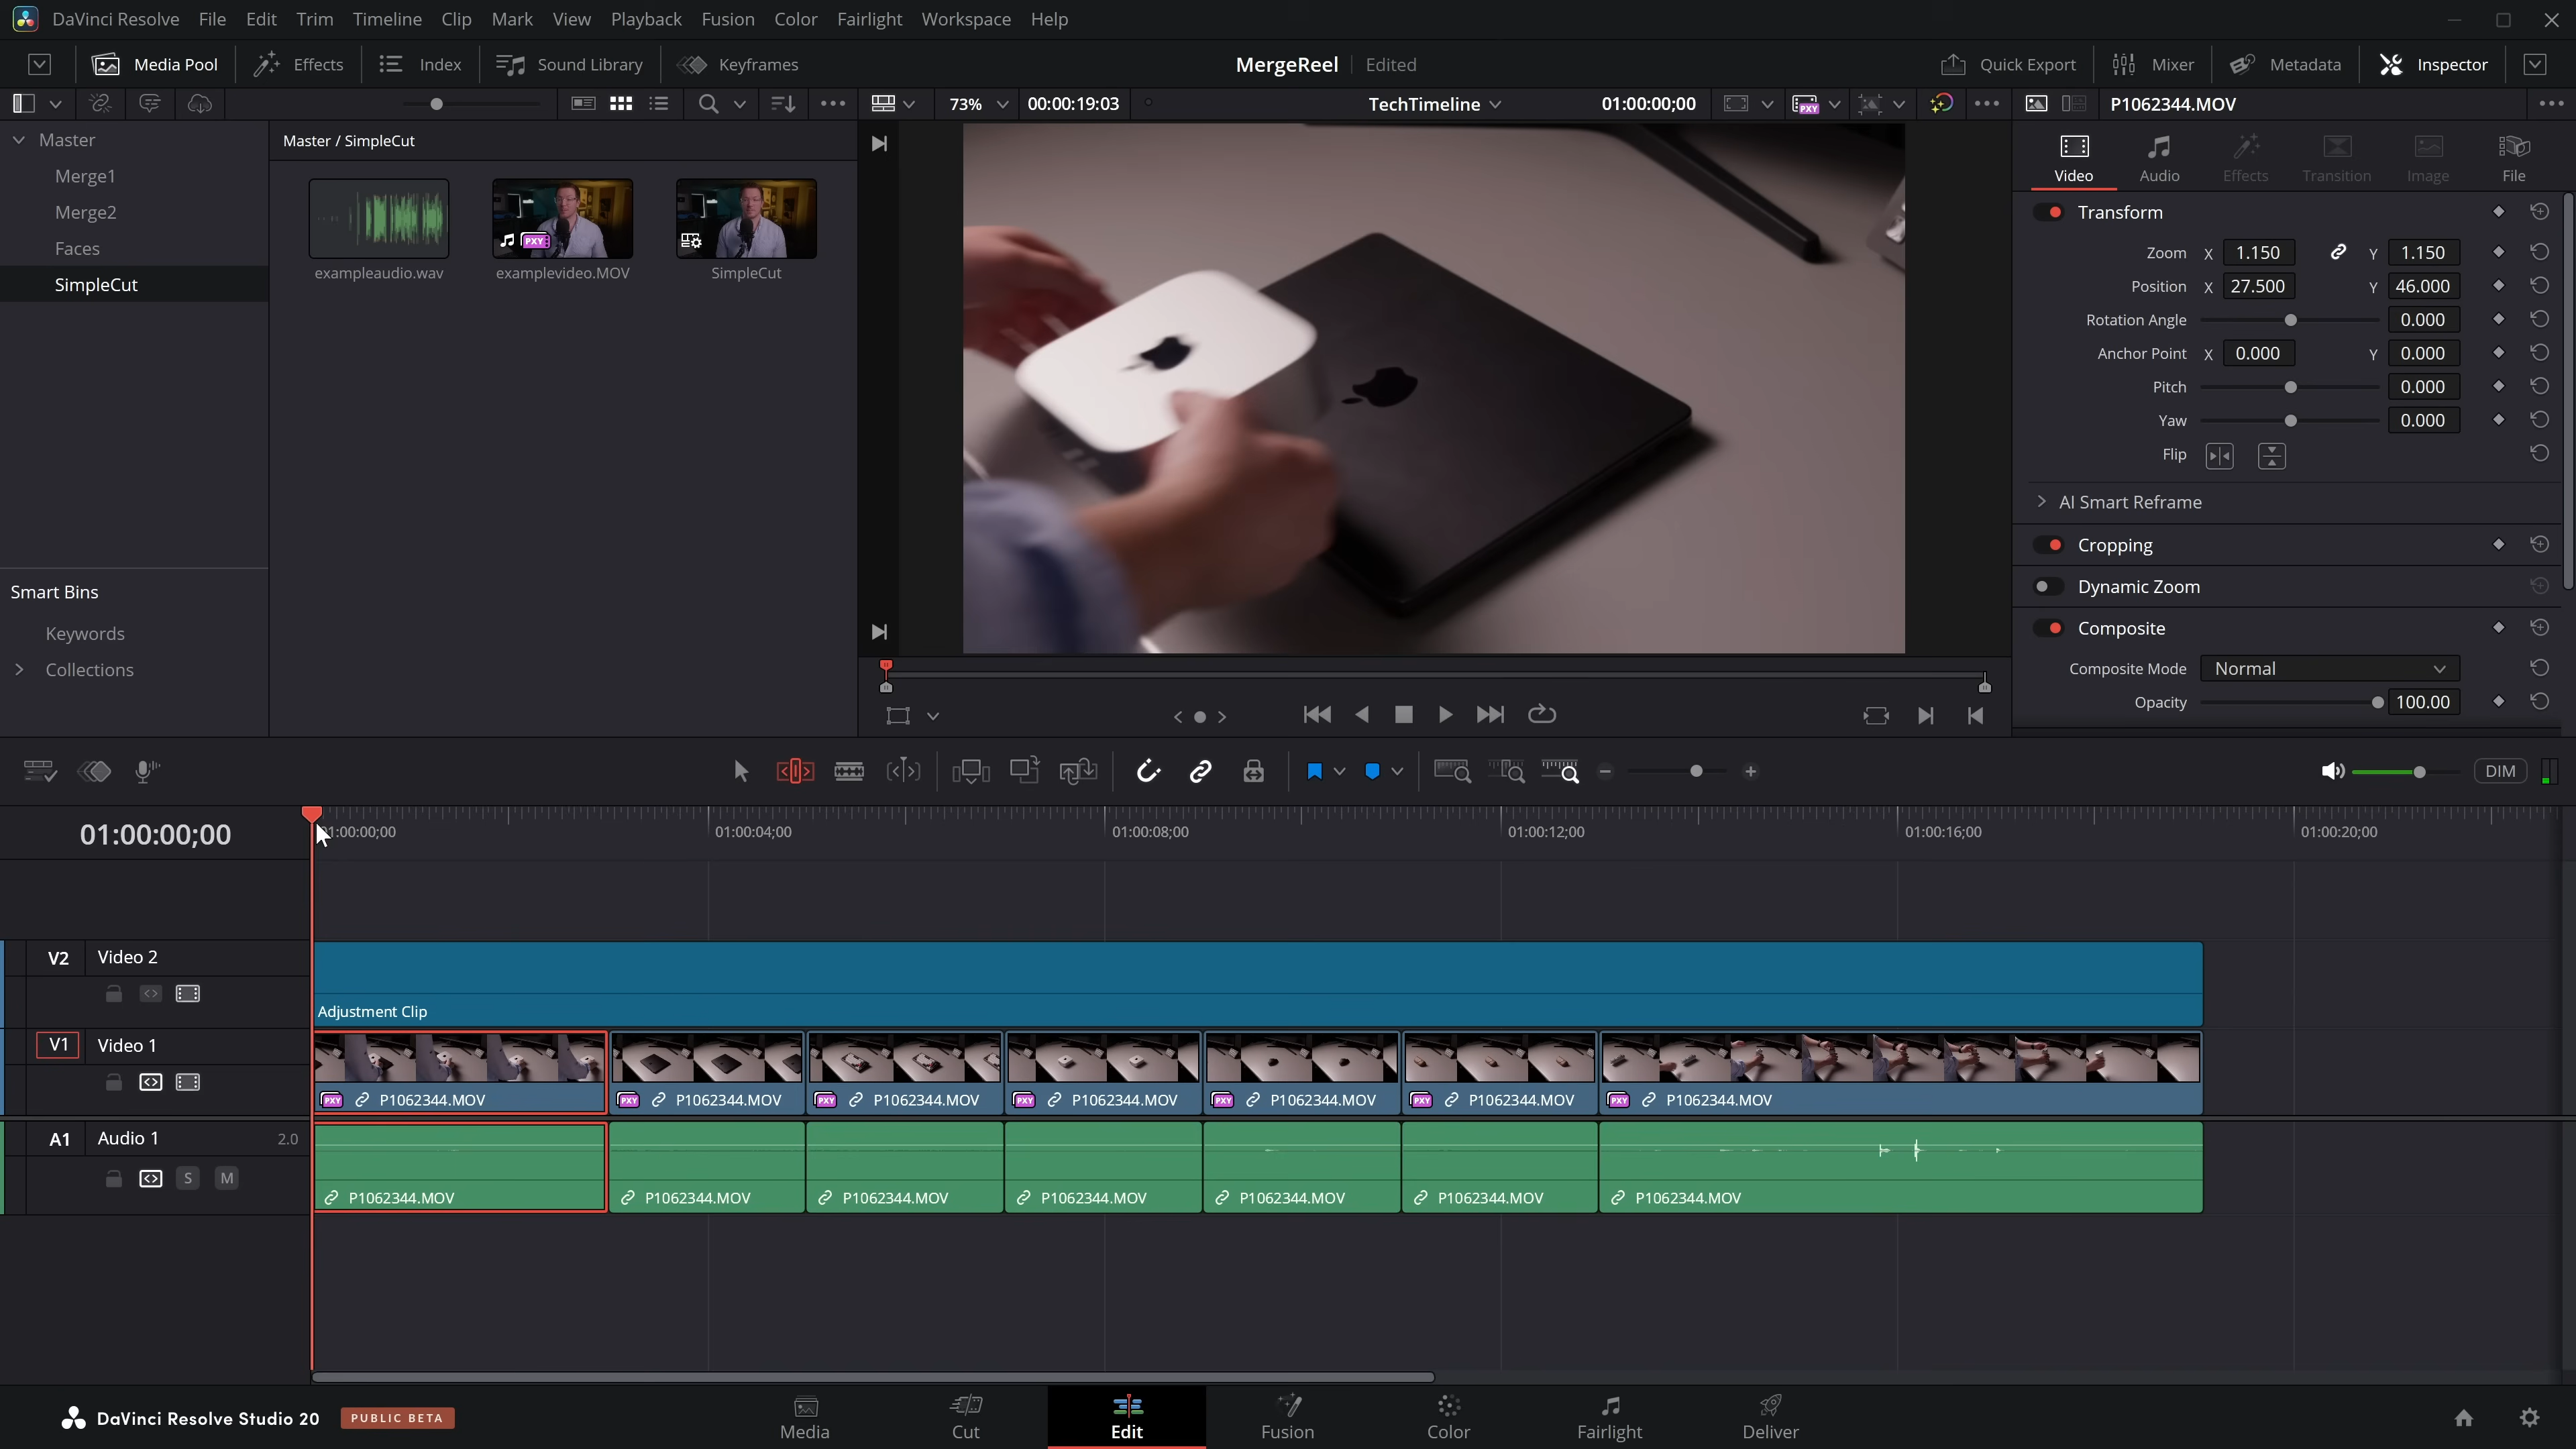 DaVinci Resolve File Edit Trim Timeline Clip Mark View Playback Fusion Color Fairlight Workspace Help
Media Pool Effects Index Sound Library Keyframes MergeReel Edited Quick Export Mixer Metadata Inspector
73% 00:00:19:03 TechTimeline 01:00:00;00 PXY P1062344.MOV
Master
Merge1
Merge2
Faces
SimpleCut
Smart Bins
Keywords
Collections
Master / SimpleCut
PXY
exampleaudio.wav examplevideo.MOV SimpleCut
Video Audio Effects Transition Image File
Transform
Zoom X 1.150 Y 1.150
Position X 27.500 Y 46.000
Rotation Angle 0.000
Anchor Point X 0.000 Y 0.000
Pitch 0.000
Yaw 0.000
Flip
AI Smart Reframe
Cropping
Dynamic Zoom
Composite
Composite Mode Normal
Opacity 100.00
DIM
01:00:00;00
01:00:00;00 01:00:04;00 01:00:08;00 01:00:12;00 01:00:16;00 01:00:20;00
V2 Video 2
Adjustment Clip
V1 Video 1
PXY P1062344.MOV PXY P1062344.MOV PXY P1062344.MOV PXY P1062344.MOV PXY P1062344.MOV PXY P1062344.MOV PXY P1062344.MOV
A1 Audio 1 2.0
S M
P1062344.MOV P1062344.MOV P1062344.MOV P1062344.MOV P1062344.MOV P1062344.MOV P1062344.MOV
DaVinci Resolve Studio 20 PUBLIC BETA
Media Cut Edit Fusion Color Fairlight Deliver